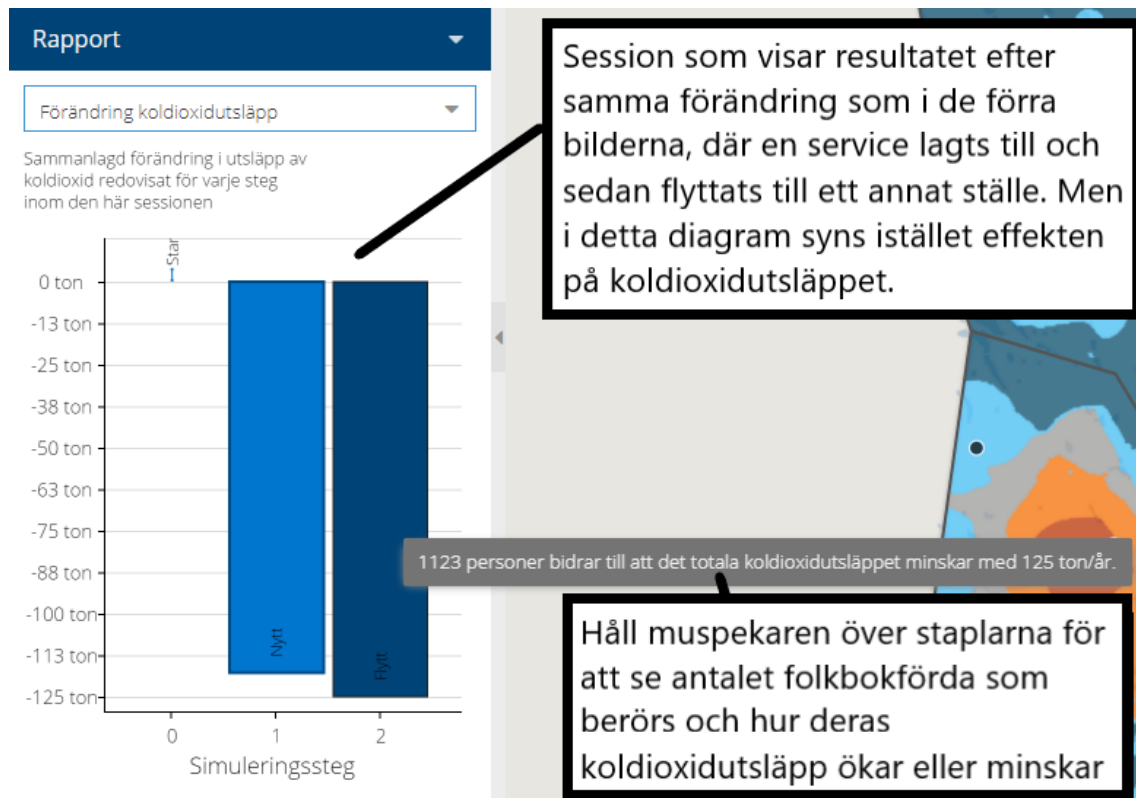 Rapport
Förändring koldioxidutsläpp
Sammanlagd förändring i utsläpp av
koldioxid redovisat för varje steg
inom den här sessionen
Star
0 ton
-13 ton
-25 ton
-38 ton
-50 ton
-63 ton
-75 ton
-88 ton
-100 ton
-113 ton
-125 ton
Nytt
Flytt
0
1
2
Simuleringssteg
Session som visar resultatet efter
samma förändring som i de förra
bilderna, där en service lagts till och
sedan flyttats till ett annat ställe. Men
i detta diagram syns istället effekten
på koldioxidutsläppet.
1123 personer bidrar till att det totala koldioxidutsläppet minskar med 125 ton/år.
Håll muspekaren över staplarna för
att se antalet folkbokförda som
berörs och hur deras
koldioxidutsläpp ökar eller minskar